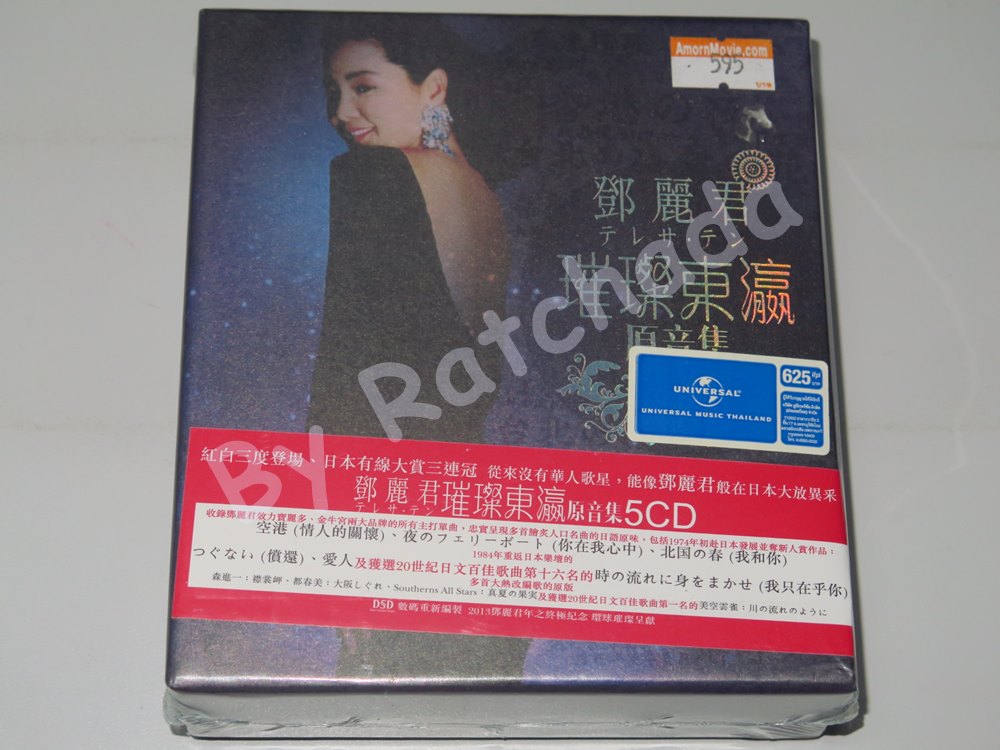 AmornMovie.com
595
บาท
鄧麗君
テレサ・テン
璀璨東瀛
原音集
UNIVERSAL
UNIVERSAL MUSIC THAILAND
625 ifpi
บาท
By Ratchada
紅白三度登場、日本有線大賞三連冠 從來沒有華人歌星，能像鄧麗君般在日本大放異采
鄧麗君璀璨東瀛原音集5CD
テレサ・テン
收錄鄧麗君效力寶麗多、金牛宮兩大品牌的所有主打單曲，忠實呈現多首膾炙人口名曲的日語原味，包括1974年初赴日本發展並奪新人賞作品：
空港 (情人的關懷)、夜のフェリーボート (你在我心中)、北国の春 (我和你)
1984年重返日本樂壇的
つぐない (償還)、愛人及獲選20世紀日文百佳歌曲第十六名的時の流れに身をまかせ (我只在乎你)
多首大熱改編歌的原版
森進一：襟裳岬、都春美：大阪しぐれ、Southerns All Stars：真夏の果実及獲選20世紀日文百佳歌曲第一名的美空雲雀：川の流れのように
DSD 數碼重新編製 2013鄧麗君年之終極紀念 環球璀璨呈獻